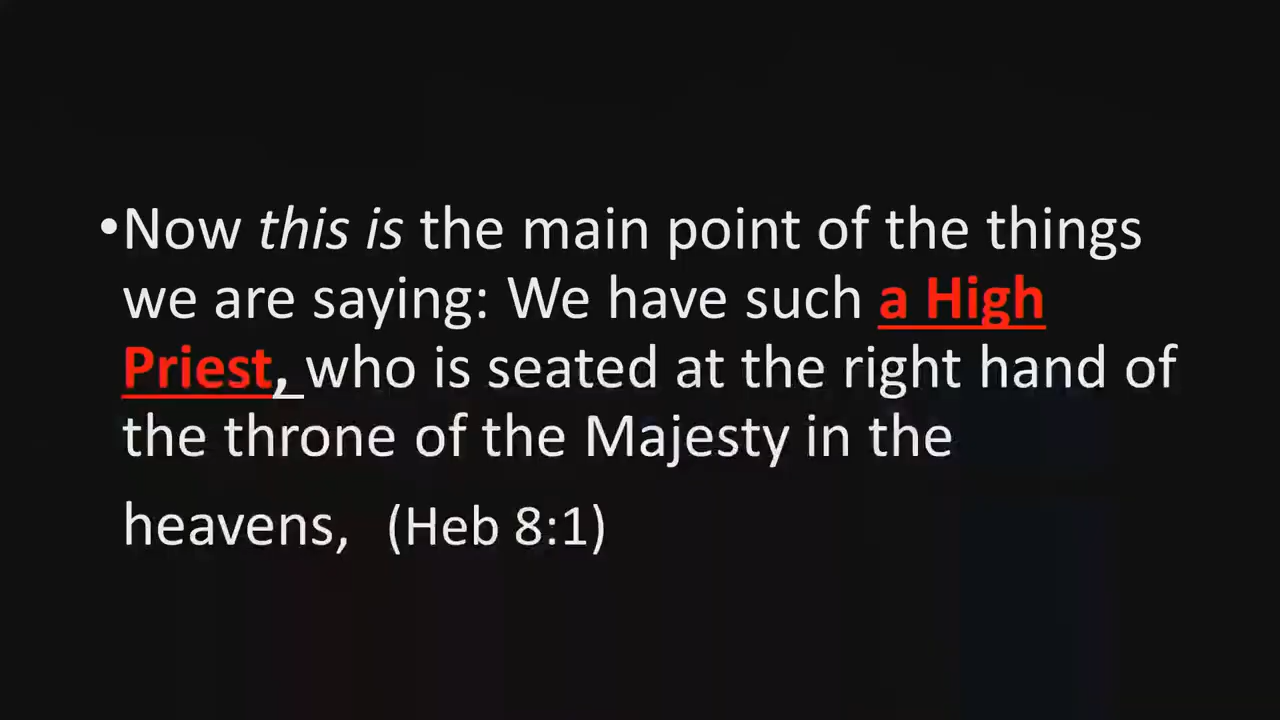 •Now this is the main point of the things
we are saying: We have such a High
Priest, who is seated at the right hand of
the throne of the Majesty in the
heavens, (Heb 8:1)